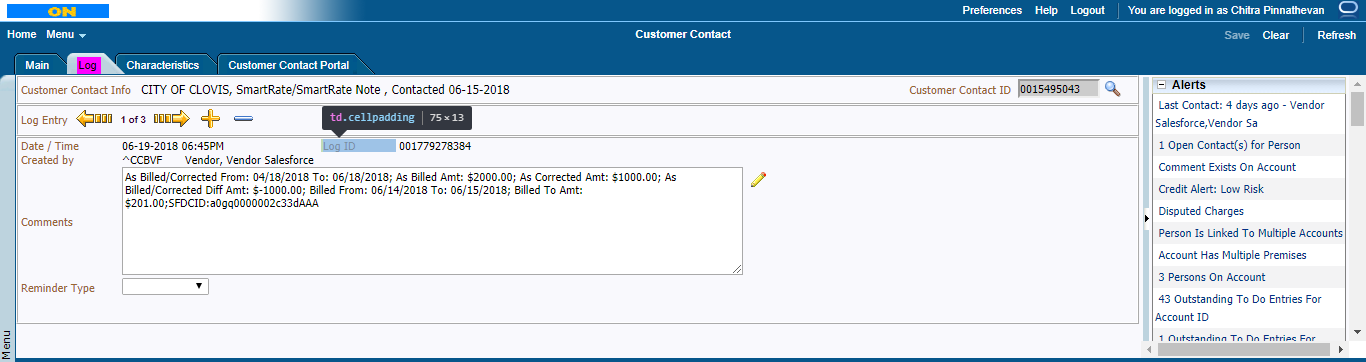 ON
Preferences Help Logout You are logged in as Chitra Pinnathevan
Home Menu Customer Contact Save Clear Refresh
Main Log Characteristics Customer Contact Portal
Customer Contact Info CITY OF CLOVIS, SmartRate/SmartRate Note , Contacted 06-15-2018 Customer Contact ID 0015495043
Log Entry 1 of 3
td.cellpadding 75×13
Date / Time 06-19-2018 06:45PM Log ID 001779278384
Created by ^CCBVF Vendor, Vendor Salesforce
Comments
As Billed/Corrected From: 04/18/2018 To: 06/18/2018; As Billed Amt: $2000.00; As Corrected Amt: $1000.00; As
Billed/Corrected Diff Amt: $-1000.00; Billed From: 06/14/2018 To: 06/15/2018; Billed To Amt:
$201.00;SFDCID:a0gq0000002c33dAAA
Reminder Type
Alerts
Last Contact: 4 days ago - Vendor
Salesforce,Vendor Sa
1 Open Contact(s) for Person
Comment Exists On Account
Credit Alert: Low Risk
Disputed Charges
Person Is Linked To Multiple Accounts
Account Has Multiple Premises
3 Persons On Account
43 Outstanding To Do Entries For
Account ID
1 Outstanding To Do Entries For
Menu